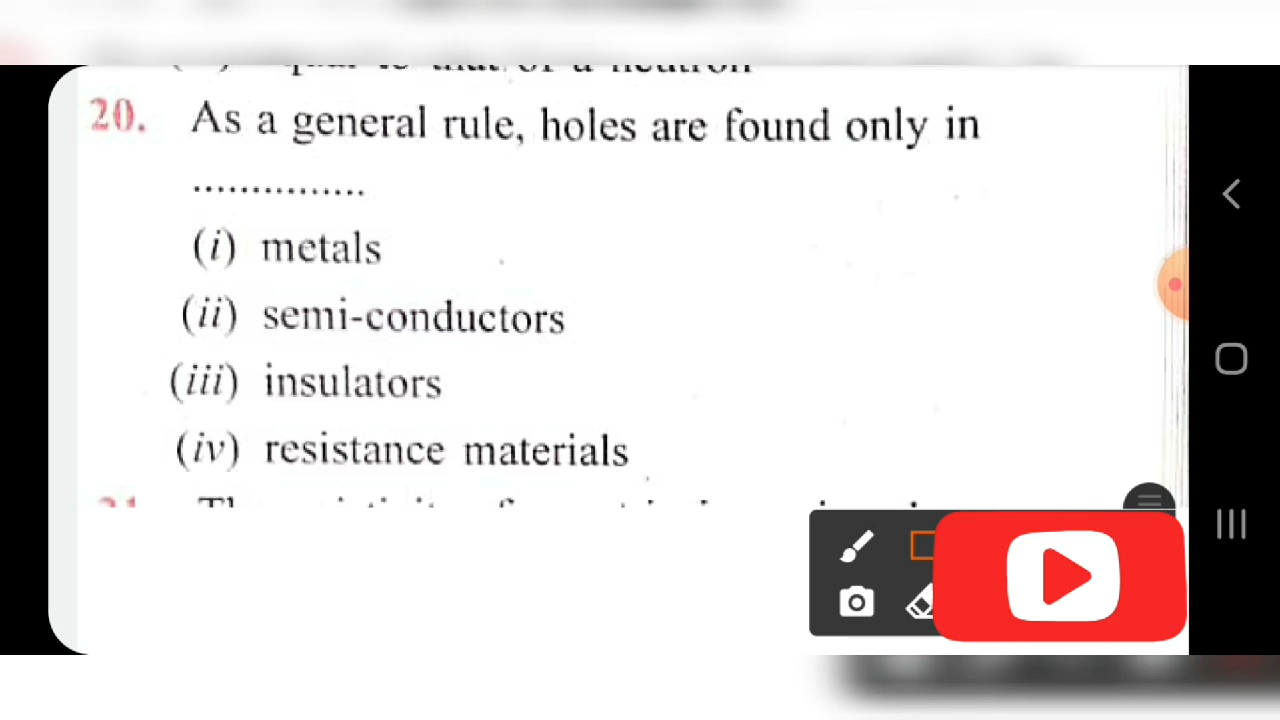 20. As a general rule, holes are found only in
...............
(i) metals
(ii) semi-conductors
(iii) insulators
(iv) resistance materials